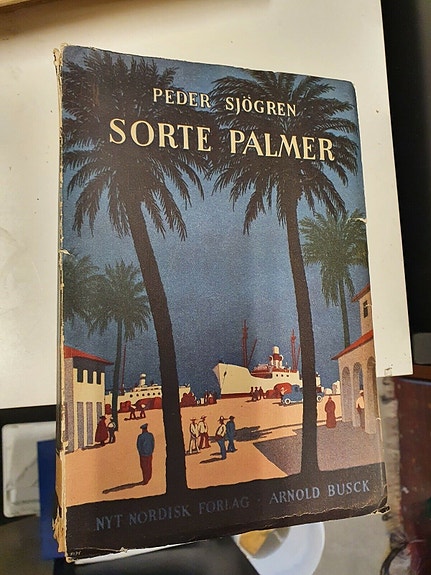 PEDER SJÖGREN
SORTE PALMER
NYT NORDISK FORLAG · ARNOLD BUSCK